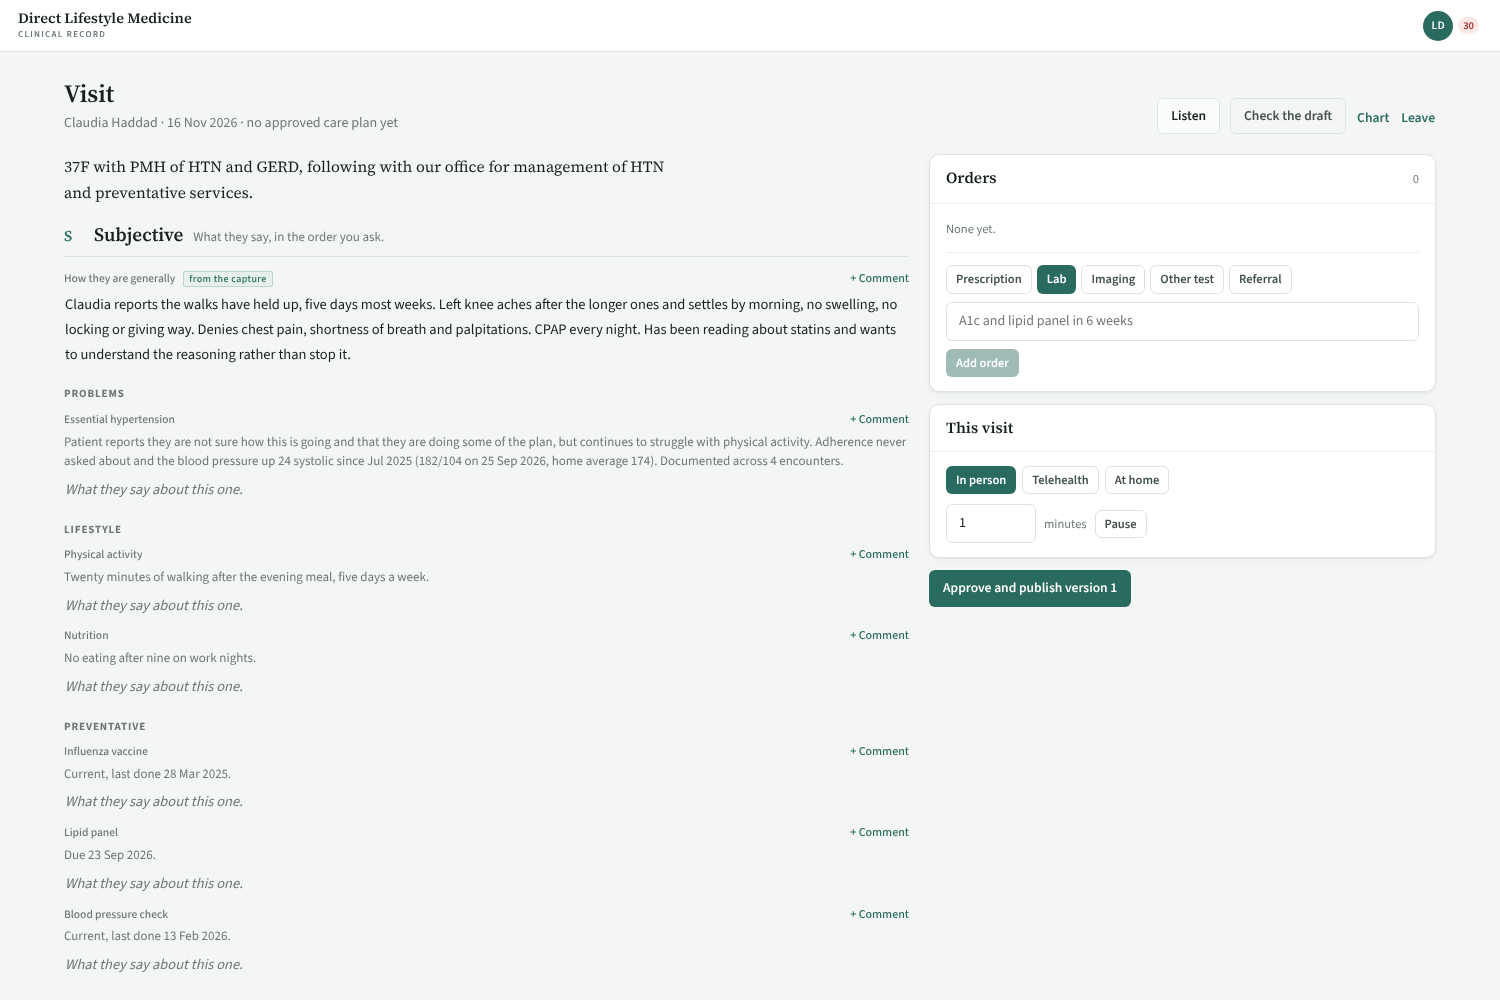 Direct Lifestyle Medicine
CLINICAL RECORD
LD
30
Visit
Claudia Haddad · 16 Nov 2026 · no approved care plan yet
Listen
Check the draft
Chart
Leave
37F with PMH of HTN and GERD, following with our office for management of HTN
and preventative services.
S Subjective What they say, in the order you ask.
How they are generally from the capture + Comment
Claudia reports the walks have held up, five days most weeks. Left knee aches after the longer ones and settles by morning, no swelling, no
locking or giving way. Denies chest pain, shortness of breath and palpitations. CPAP every night. Has been reading about statins and wants
to understand the reasoning rather than stop it.
PROBLEMS
Essential hypertension + Comment
Patient reports they are not sure how this is going and that they are doing some of the plan, but continues to struggle with physical activity. Adherence never
asked about and the blood pressure up 24 systolic since Jul 2025 (182/104 on 25 Sep 2026, home average 174). Documented across 4 encounters.
What they say about this one.
LIFESTYLE
Physical activity + Comment
Twenty minutes of walking after the evening meal, five days a week.
What they say about this one.
Nutrition + Comment
No eating after nine on work nights.
What they say about this one.
PREVENTATIVE
Influenza vaccine + Comment
Current, last done 28 Mar 2025.
What they say about this one.
Lipid panel + Comment
Due 23 Sep 2026.
What they say about this one.
Blood pressure check + Comment
Current, last done 13 Feb 2026.
What they say about this one.
Orders 0
None yet.
Prescription Lab Imaging Other test Referral
A1c and lipid panel in 6 weeks
Add order
This visit
In person Telehealth At home
1 minutes Pause
Approve and publish version 1